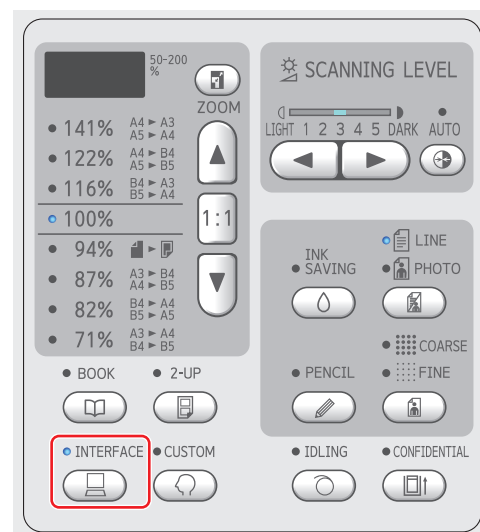 50-200
%
ZOOM
141% A4 ► A3
A5 ► A4
122% A4 ► B4
A5 ► B5
116% B4 ► A3
B5 ► A4
100%
94%
87% A3 ► B4
A4 ► B5
82% B4 ► A4
B5 ► A5
71% A3 ► A4
B4 ► B5
1:1
BOOK
2-UP
INTERFACE
CUSTOM
SCANNING LEVEL
LIGHT 1 2 3 4 5 DARK AUTO
INK
SAVING
LINE
PHOTO
COARSE
PENCIL
FINE
IDLING
CONFIDENTIAL